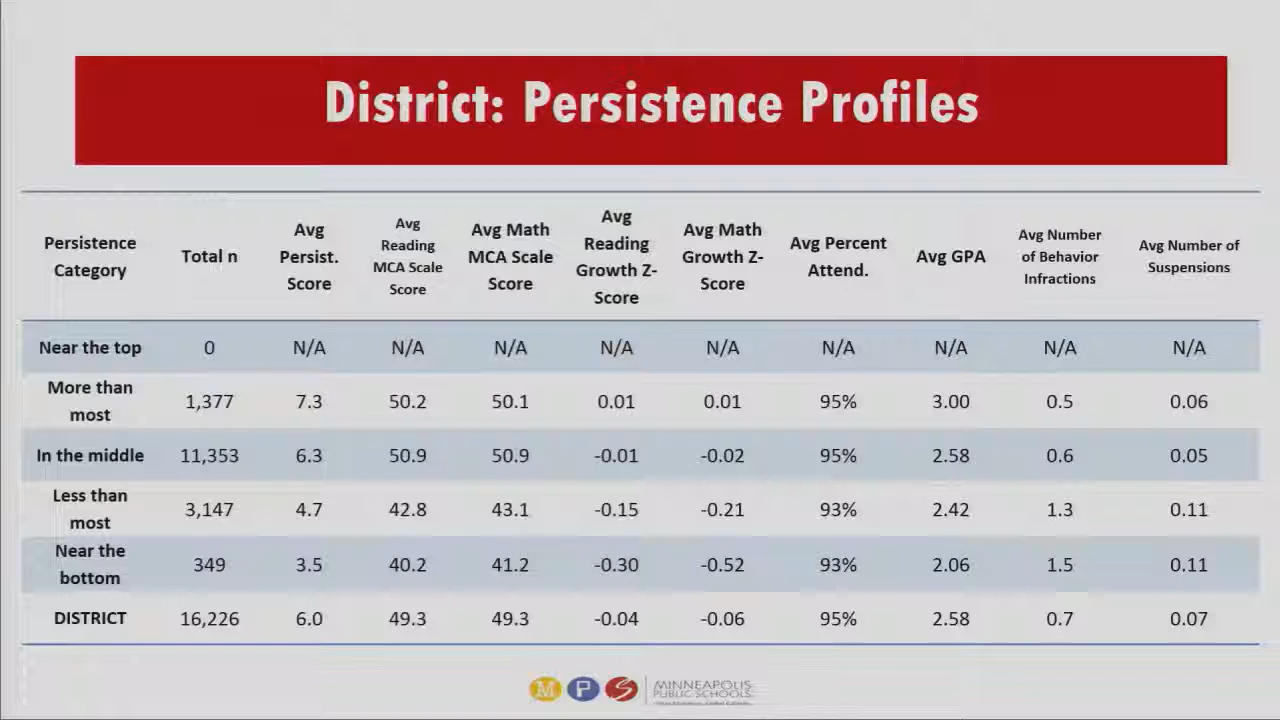 District: Persistence Profiles
Persistence Category Total n Avg Persist. Score Avg Reading MCA Scale Score Avg Math MCA Scale Score Avg Reading Growth Z-Score Avg Math Growth Z-Score Avg Percent Attend. Avg GPA Avg Number of Behavior Infractions Avg Number of Suspensions
Near the top 0 N/A N/A N/A N/A N/A N/A N/A N/A N/A
More than most 1,377 7.3 50.2 50.1 0.01 0.01 95% 3.00 0.5 0.06
In the middle 11,353 6.3 50.9 50.9 -0.01 -0.02 95% 2.58 0.6 0.05
Less than most 3,147 4.7 42.8 43.1 -0.15 -0.21 93% 2.42 1.3 0.11
Near the bottom 349 3.5 40.2 41.2 -0.30 -0.52 93% 2.06 1.5 0.11
DISTRICT 16,226 6.0 49.3 49.3 -0.04 -0.06 95% 2.58 0.7 0.07
M P S
MINNEAPOLIS
PUBLIC SCHOOLS